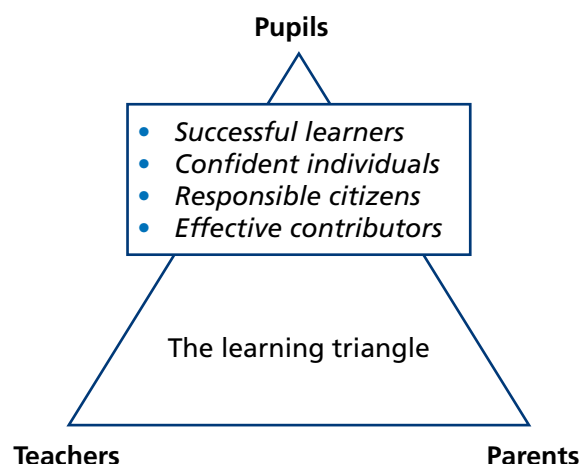 Pupils
• Successful learners
• Confident individuals
• Responsible citizens
• Effective contributors
The learning triangle
Teachers Parents